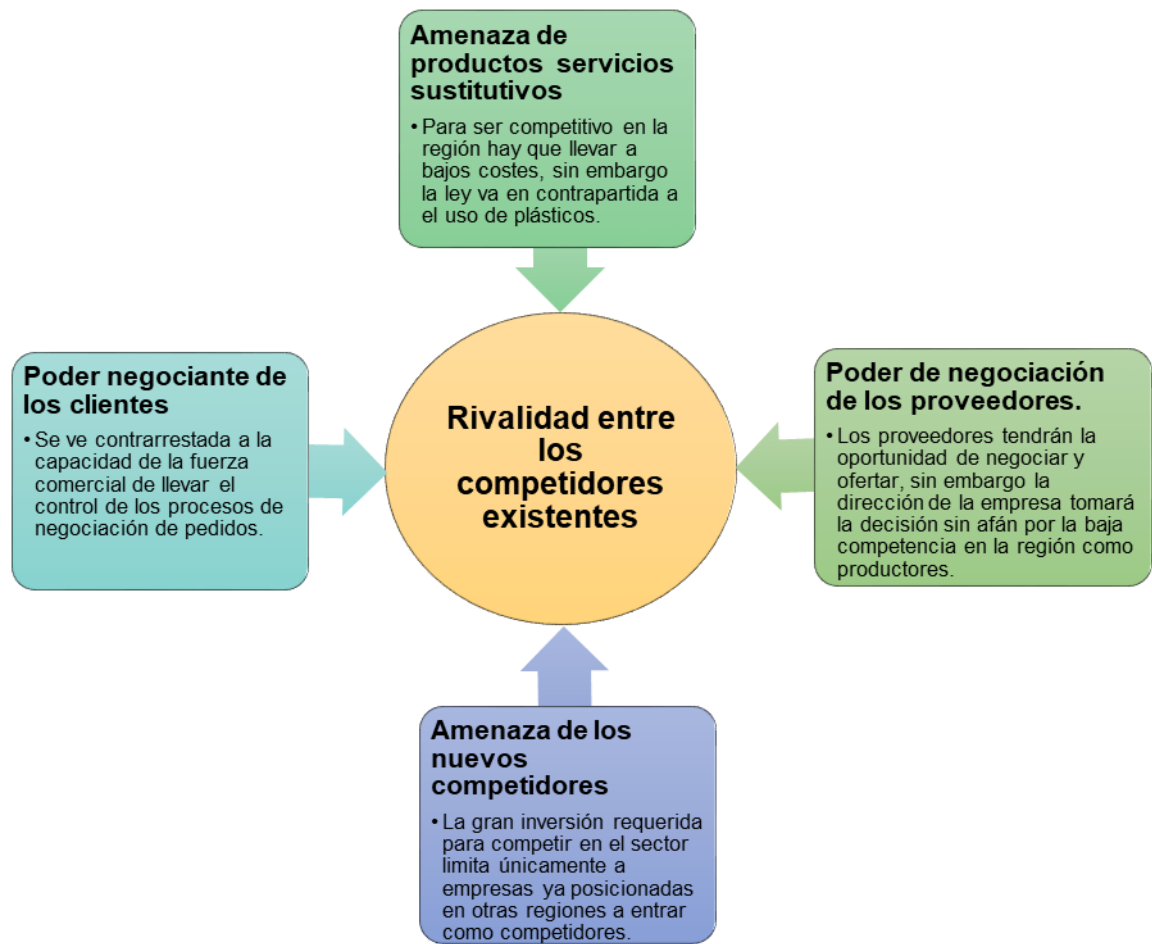 Amenaza de
productos servicios
sustitutivos
• Para ser competitivo en la
región hay que llevar a
bajos costes, sin embargo
la ley va en contrapartida a
el uso de plásticos.
Poder negociante de
los clientes
• Se ve contrarrestada a la
capacidad de la fuerza
comercial de llevar el
control de los procesos de
negociación de pedidos.
Rivalidad entre
los
competidores
existentes
Poder de negociación
de los proveedores.
• Los proveedores tendrán la
oportunidad de negociar y
ofertar, sin embargo la
dirección de la empresa tomará
la decisión sin afán por la baja
competencia en la región como
productores.
Amenaza de los
nuevos
competidores
• La gran inversión requerida
para competir en el sector
limita únicamente a
empresas ya posicionadas
en otras regiones a entrar
como competidores.